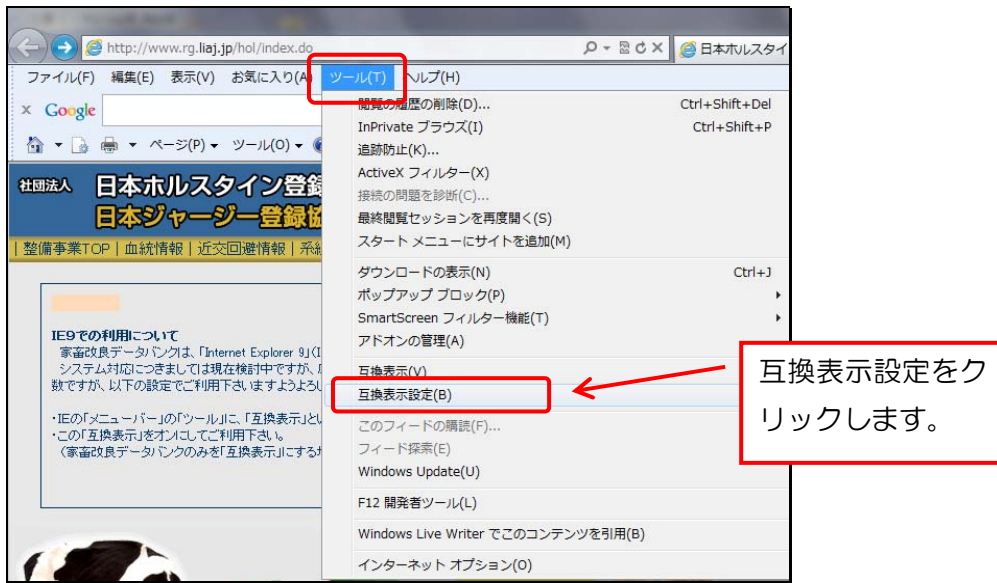 http://www.rg.liaj.jp/hol/index.do
日本ホルスタイ
ファイル(F) 編集(E) 表示(V) お気に入り(A) ツール(T) ヘルプ(H)
x Google
ページ(P) ツール(O)
閲覧の履歴の削除(D)... Ctrl+Shift+Del
InPrivate ブラウズ(I) Ctrl+Shift+P
追跡防止(K)...
ActiveX フィルター(X)
接続の問題を診断(C)...
最終閲覧セッションを再度開く(S)
スタート メニューにサイトを追加(M)
ダウンロードの表示(N) Ctrl+J
ポップアップ ブロック(P)
SmartScreen フィルター機能(T)
アドオンの管理(A)
互換表示(V)
互換表示設定(B)
このフィードの購読(F)...
フィード探索(E)
Windows Update(U)
F12 開発者ツール(L)
Windows Live Writer でこのコンテンツを引用(B)
インターネット オプション(O)
社団法人 日本ホルスタイン登録
日本ジャージー登録協
|整備事業TOP|血統情報|近交回避情報|系統
IE9での利用について
家畜改良データバンクは、「Internet Explorer 9」(I
システム対応につきましては現在検討中ですが、
数ですが、以下の設定でご利用下さいますようよろし
・IEの「メニューバー」の「ツール」に、「互換表示」とし
・この「互換表示」をオンにしてご利用下さい。
(家畜改良データバンクのみを「互換表示」にする
互換表示設定をク
リックします。